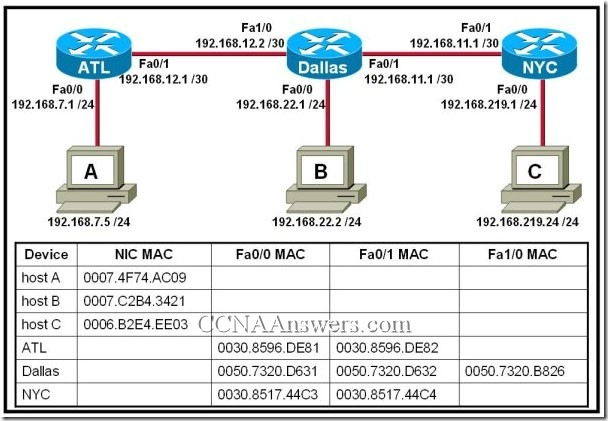 Fa1/0
192.168.12.2 /30
Fa0/1
192.168.11.1 /30
ATL
Dallas
NYC
Fa0/1
192.168.12.1 /30
Fa0/1
192.168.11.1 /30
Fa0/0
192.168.7.1 /24
Fa0/0
192.168.22.1 /24
Fa0/0
192.168.219.1 /24
A
B
C
192.168.7.5 /24
192.168.22.2 /24
192.168.219.24 /24
Device NIC MAC Fa0/0 MAC Fa0/1 MAC Fa1/0 MAC
host A 0007.4F74.AC09
host B 0007.C2B4.3421
host C 0006.B2E4.EE03
CCNAAnswers.com
ATL 0030.8596.DE81 0030.8596.DE82
Dallas 0050.7320.D631 0050.7320.D632 0050.7320.B826
NYC 0030.8517.44C3 0030.8517.44C4